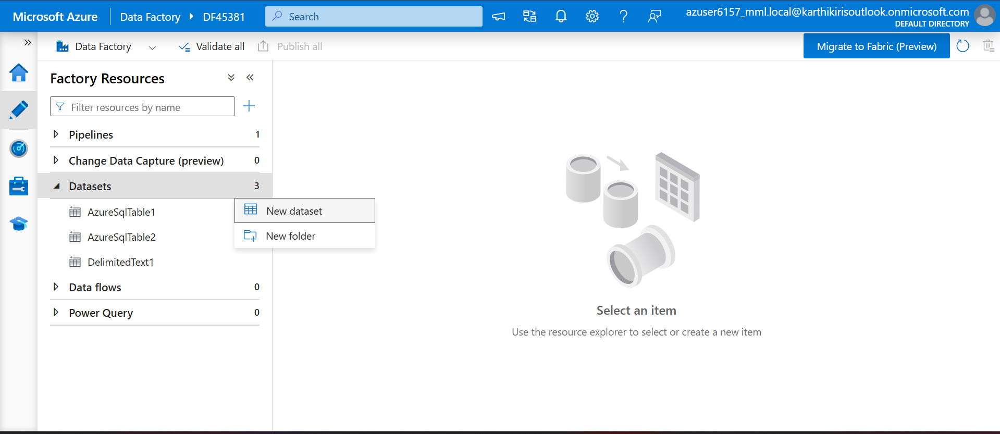 Microsoft Azure Data Factory DF45381 Search azuser6157_mml.local@karthikirisoutlook.onmicrosoft.com
DEFAULT DIRECTORY
Data Factory Validate all Publish all Migrate to Fabric (Preview)
Factory Resources
Filter resources by name
Pipelines 1
Change Data Capture (preview) 0
Datasets 3
AzureSqlTable1
AzureSqlTable2
DelimitedText1
Data flows 0
Power Query 0
New dataset
New folder
Select an item
Use the resource explorer to select or create a new item